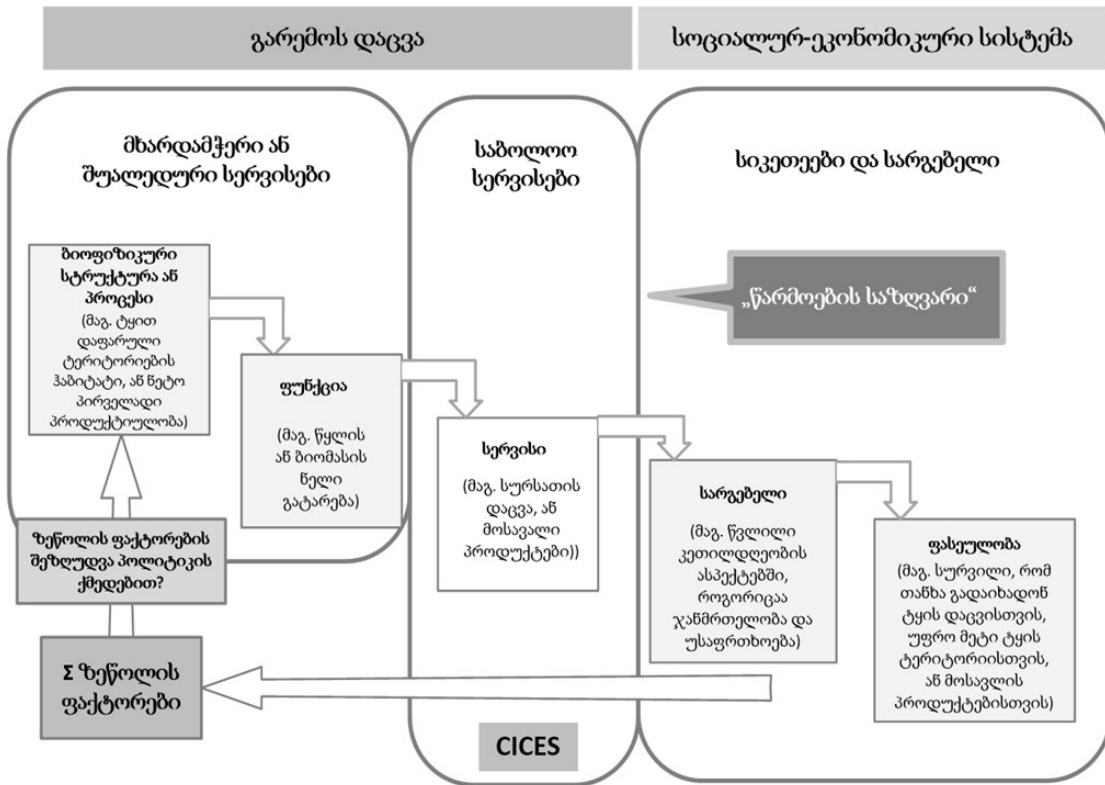 გარემოს დაცვა
სოციალურ-ეკონომიკური სისტემა
მხარდამჭერი ან
შუალედური სერვისები
საბოლოო
სერვისები
სიკეთეები და სარგებელი
ბიოფიზიკური
სტრუქტურა ან
პროცესი
(მაგ. ტყით
დაფარული
ტერიტორიების
ჰაბიტატი, ან ნეტო
პირველადი
პროდუქტიულობა)
„წარმოების საზღვარი“
ფუნქცია
(მაგ. წყლის
ან ბიომასის
ნელი
გატარება)
სერვისი
(მაგ. სურსათის
დაცვა, ან
მოსავალი
პროდუქტები))
სარგებელი
(მაგ. წვლილი
კეთილდღეობის
ასპექტებში,
როგორიცაა
ჯანმრთელობა და
უსაფრთხოება)
ფასეულობა
(მაგ. სურვილი, რომ
თანხა გადაიხადონ
ტყის დაცვისთვის,
უფრო მეტი ტყის
ტერიტორიისთვის,
ან მოსავლის
პროდუქტებისთვის)
ზეწოლის ფაქტორების
შეზღუდვა პოლიტიკის
ქმედებით?
Σ ზეწოლის
ფაქტორები
CICES